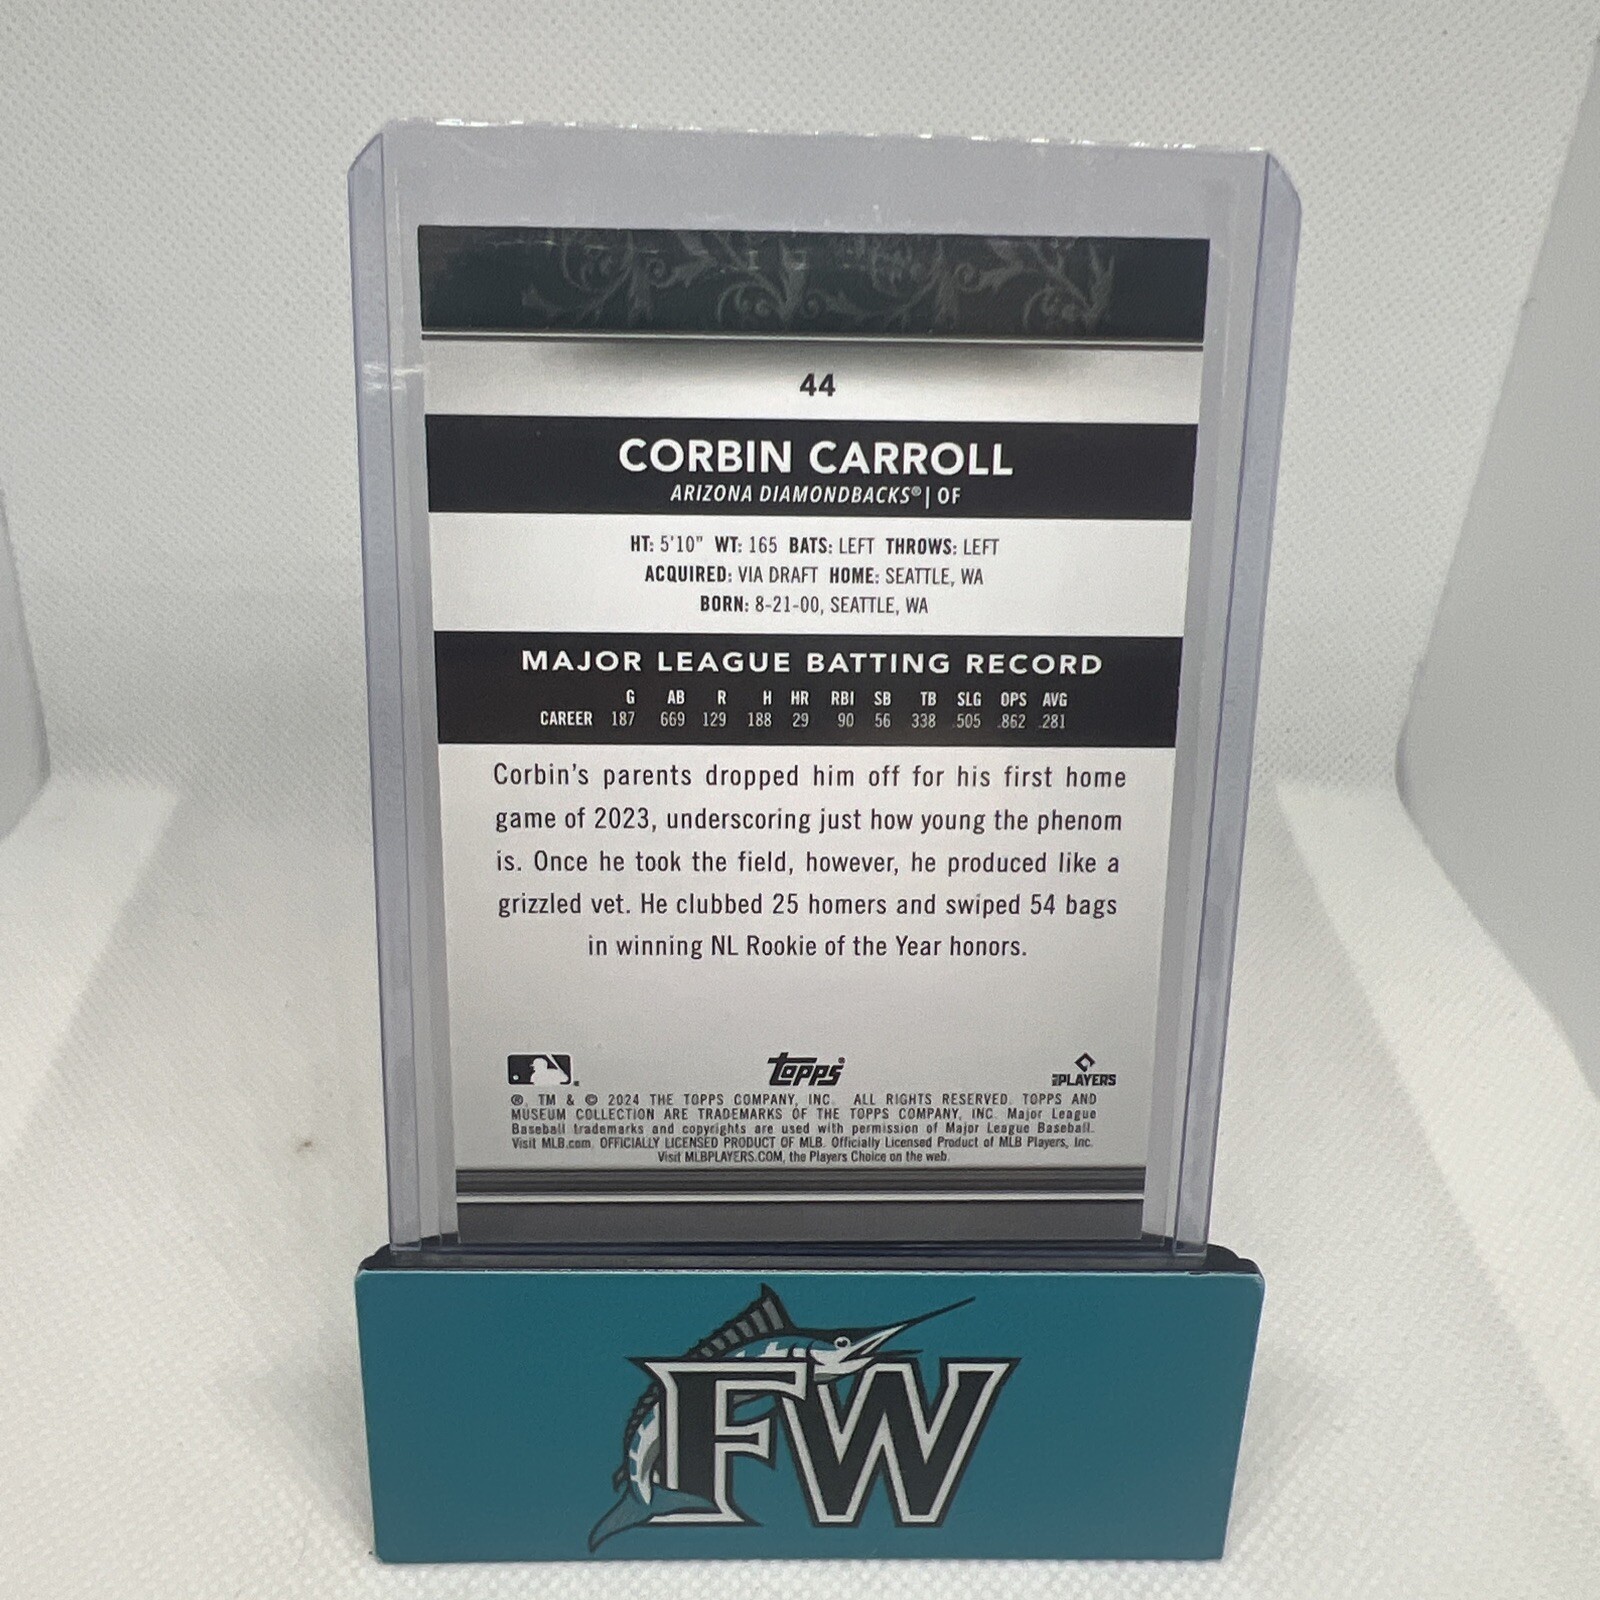 44
CORBIN CARROLL
ARIZONA DIAMONDBACKS® | OF
HT: 5'10" WT: 165 BATS: LEFT THROWS: LEFT
ACQUIRED: VIA DRAFT HOME: SEATTLE, WA
BORN: 8-21-00, SEATTLE, WA
MAJOR LEAGUE BATTING RECORD
G AB R H HR RBI SB TB SLG OPS AVG
CAREER 187 669 129 188 29 90 56 338 .505 .862 .281
Corbin's parents dropped him off for his first home
game of 2023, underscoring just how young the phenom
is. Once he took the field, however, he produced like a
grizzled vet. He clubbed 25 homers and swiped 54 bags
in winning NL Rookie of the Year honors.
Topps® MLBPLAYERS
®, TM & © 2024 THE TOPPS COMPANY, INC. ALL RIGHTS RESERVED. TOPPS AND
MUSEUM COLLECTION ARE TRADEMARKS OF THE TOPPS COMPANY, INC. Major League
Baseball trademarks and copyrights are used with permission of Major League Baseball.
Visit MLB.com. OFFICIALLY LICENSED PRODUCT OF MLB. Officially Licensed Product of MLB Players, Inc.
Visit MLBPLAYERS.COM, the Players Choice on the web.
FW